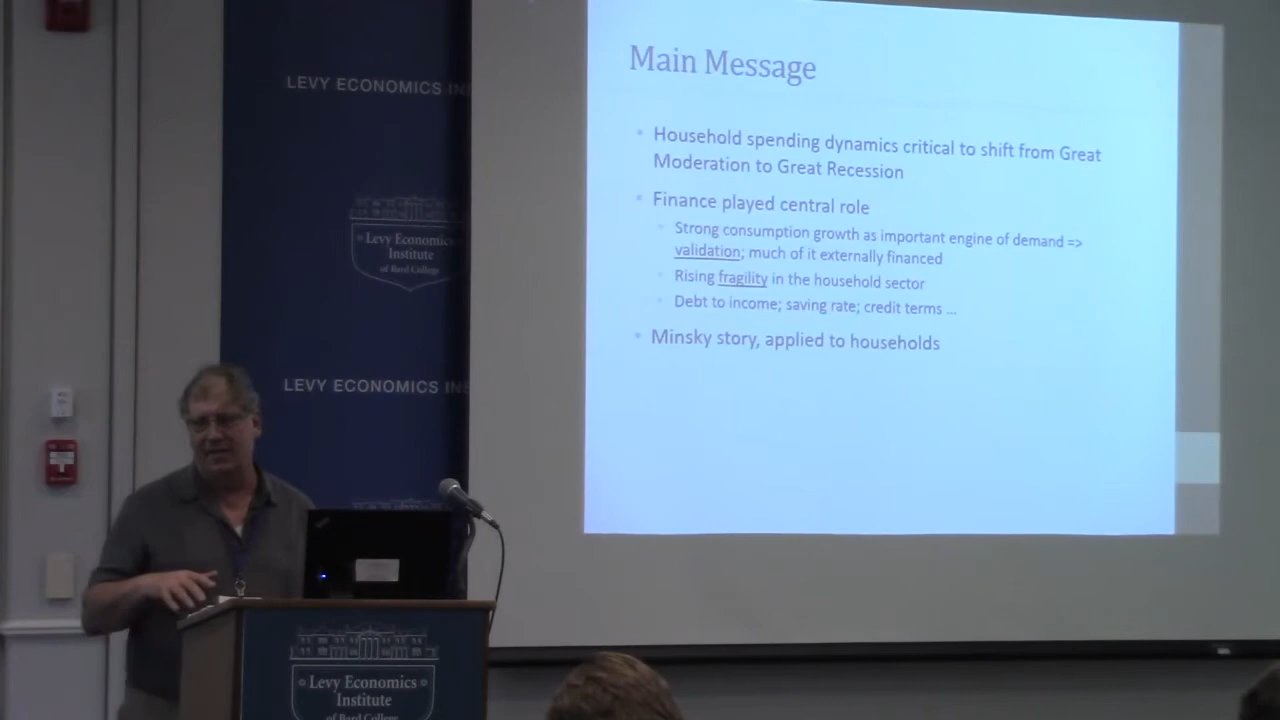 LEVY ECONOMICS
Levy Economics
Institute
of Bard College
LEVY ECONOMICS
Main Message
Household spending dynamics critical to shift from Great
Moderation to Great Recession
Finance played central role
Strong consumption growth as important engine of demand =>
validation; much of it externally financed
Rising fragility in the household sector
Debt to income; saving rate; credit terms ...
Minsky story, applied to households
Levy Economics
Institute
of Bard College